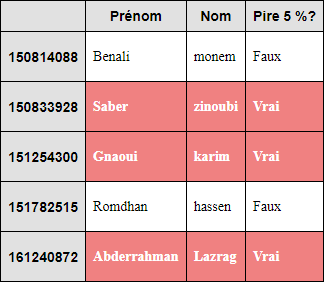 Prénom Nom Pire 5 %?
150814088 Benali monem Faux
150833928 Saber zinoubi Vrai
151254300 Gnaoui karim Vrai
151782515 Romdhan hassen Faux
161240872 Abderrahman Lazrag Vrai